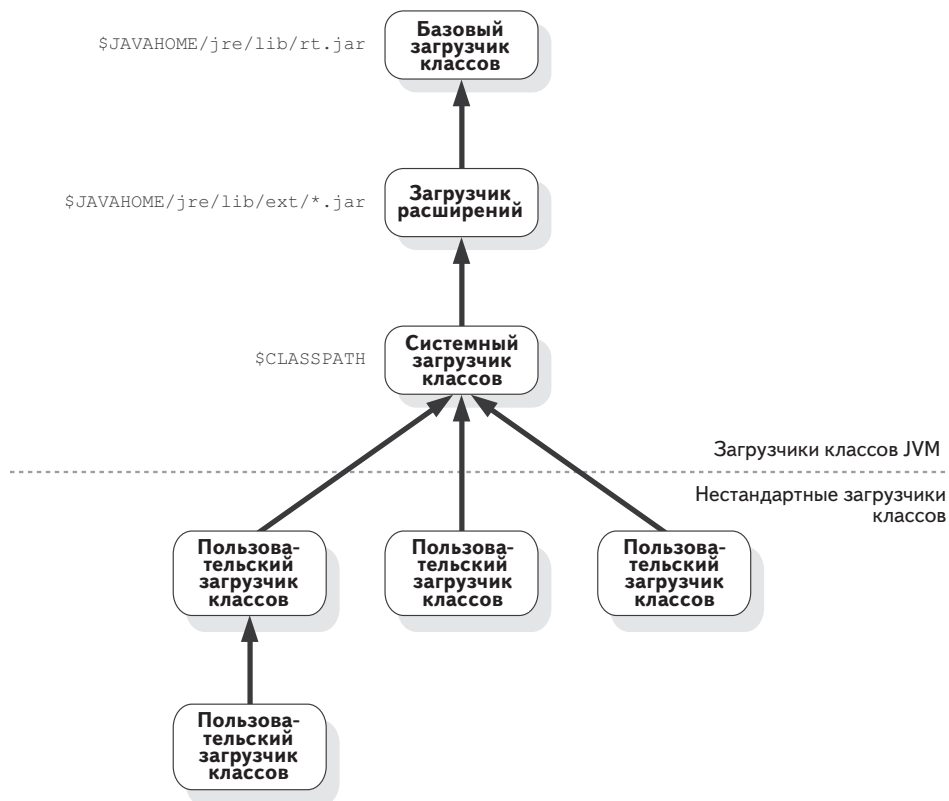 $JAVAHOME/jre/lib/rt.jar
Базовый
загрузчик
классов
$JAVAHOME/jre/lib/ext/*.jar
Загрузчик
расширений
$CLASSPATH
Системный
загрузчик
классов
Загрузчики классов JVM
Нестандартные загрузчики
классов
Пользова-
тельский
загрузчик
классов
Пользова-
тельский
загрузчик
классов
Пользова-
тельский
загрузчик
классов
Пользова-
тельский
загрузчик
классов